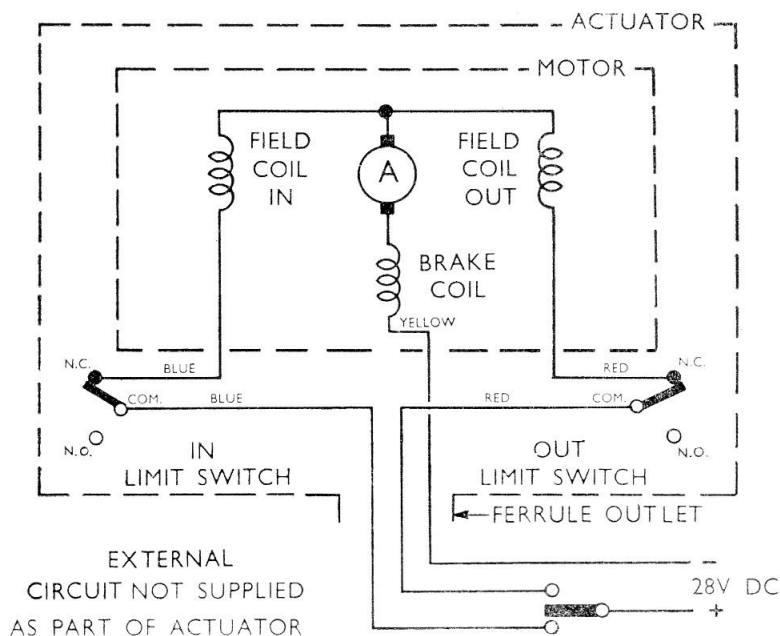 ACTUATOR
MOTOR
FIELD
COIL
IN
A
FIELD
COIL
OUT
BRAKE
COIL
YELLOW
N.C.
BLUE
RED
N.C.
COM.
BLUE
RED
COM.
N.O.
IN
LIMIT SWITCH
OUT
LIMIT SWITCH
N.O.
FERRULE OUTLET
EXTERNAL
CIRCUIT NOT SUPPLIED
AS PART OF ACTUATOR
−
28V DC
+